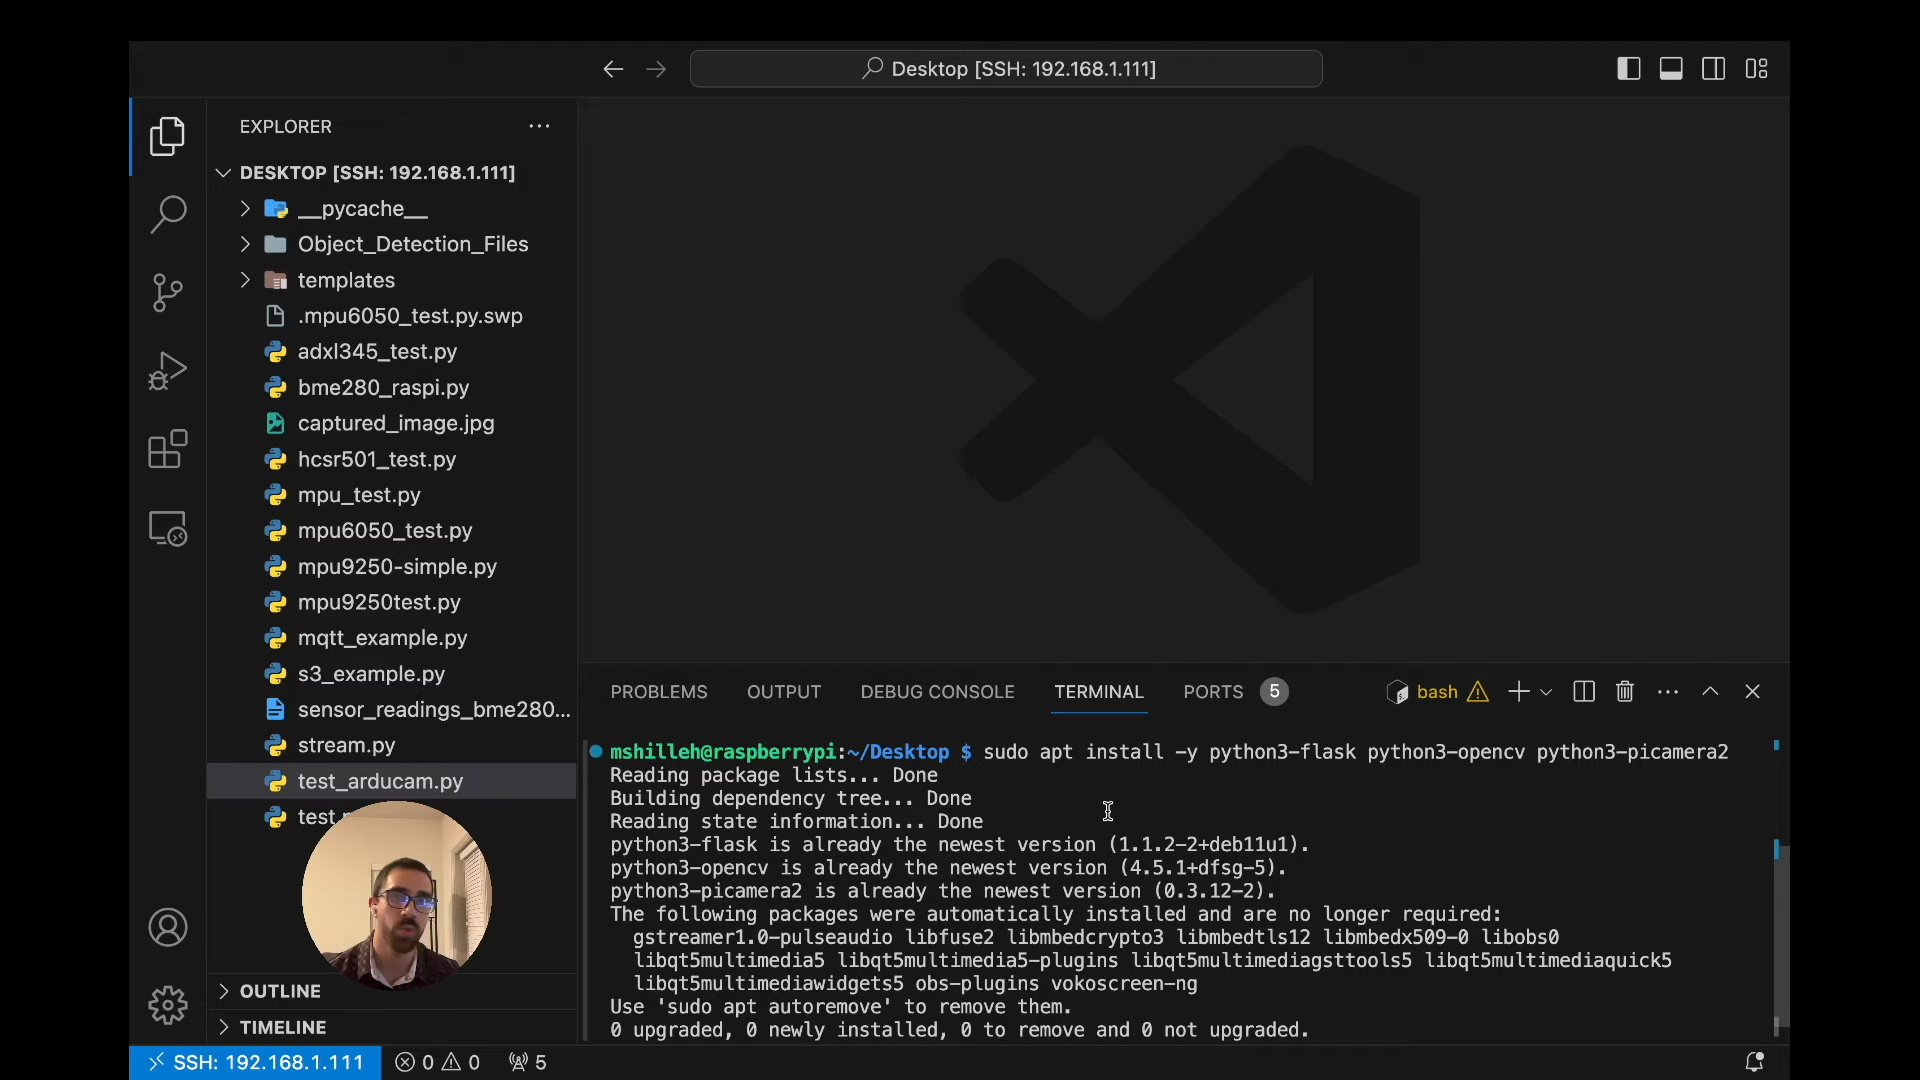 Desktop [SSH: 192.168.1.111]
EXPLORER
DESKTOP [SSH: 192.168.1.111]
__pycache__
Object_Detection_Files
templates
.mpu6050_test.py.swp
adxl345_test.py
bme280_raspi.py
captured_image.jpg
hcsr501_test.py
mpu_test.py
mpu6050_test.py
mpu9250-simple.py
mpu9250test.py
mqtt_example.py
s3_example.py
sensor_readings_bme280...
stream.py
test_arducam.py
OUTLINE
TIMELINE
PROBLEMS OUTPUT DEBUG CONSOLE TERMINAL PORTS 5 bash
mshilleh@raspberrypi:~/Desktop $ sudo apt install -y python3-flask python3-opencv python3-picamera2
Reading package lists... Done
Building dependency tree... Done
Reading state information... Done
python3-flask is already the newest version (1.1.2-2+deb11u1).
python3-opencv is already the newest version (4.5.1+dfsg-5).
python3-picamera2 is already the newest version (0.3.12-2).
The following packages were automatically installed and are no longer required:
gstreamer1.0-pulseaudio libfuse2 libmbedcrypto3 libmbedtls12 libmbedx509-0 libobs0
libqt5multimedia5 libqt5multimedia5-plugins libqt5multimediagsttools5 libqt5multimediaquick5
libqt5multimediawidgets5 obs-plugins vokoscreen-ng
Use 'sudo apt autoremove' to remove them.
0 upgraded, 0 newly installed, 0 to remove and 0 not upgraded.
SSH: 192.168.1.111 0 0 5